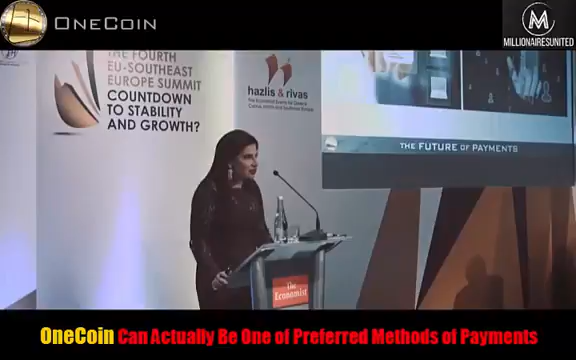 ONECOIN
MILLIONAIRESUNITED
THE FOURTH
EU-SOUTHEAST
EUROPE SUMMIT
COUNTDOWN
TO STABILITY
AND GROWTH?
hazlis & rivas
THE FUTURE OF PAYMENTS
The
Economist
OneCoin Can Actually Be One of Preferred Methods of Payments